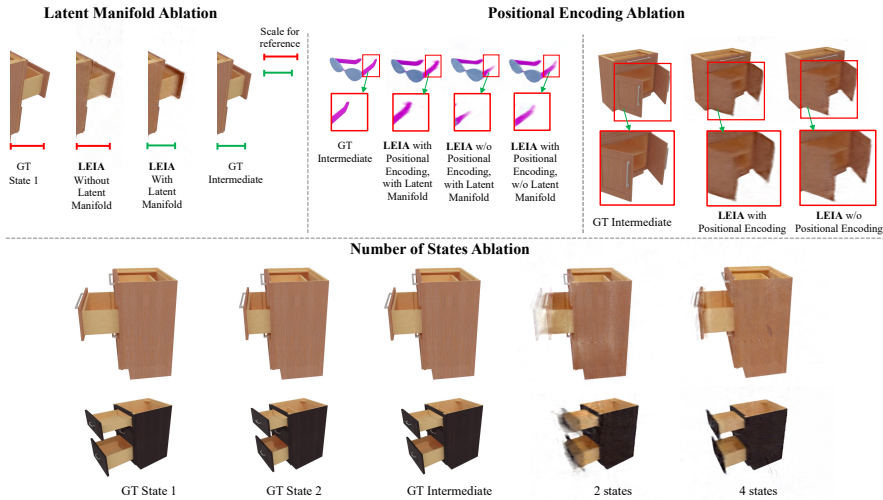 Latent Manifold Ablation
Scale for
reference
GT
State 1
LEIA
Without
Latent
Manifold
LEIA
With
Latent
Manifold
GT
Intermediate
Positional Encoding Ablation
GT
Intermediate
LEIA with
Positional
Encoding,
with Latent
Manifold
LEIA w/o
Positional
Encoding,
with Latent
Manifold
LEIA with
Positional
Encoding,
w/o Latent
Manifold
GT Intermediate
LEIA with
Positional Encoding
LEIA w/o
Positional Encoding
Number of States Ablation
GT State 1
GT State 2
GT Intermediate
2 states
4 states